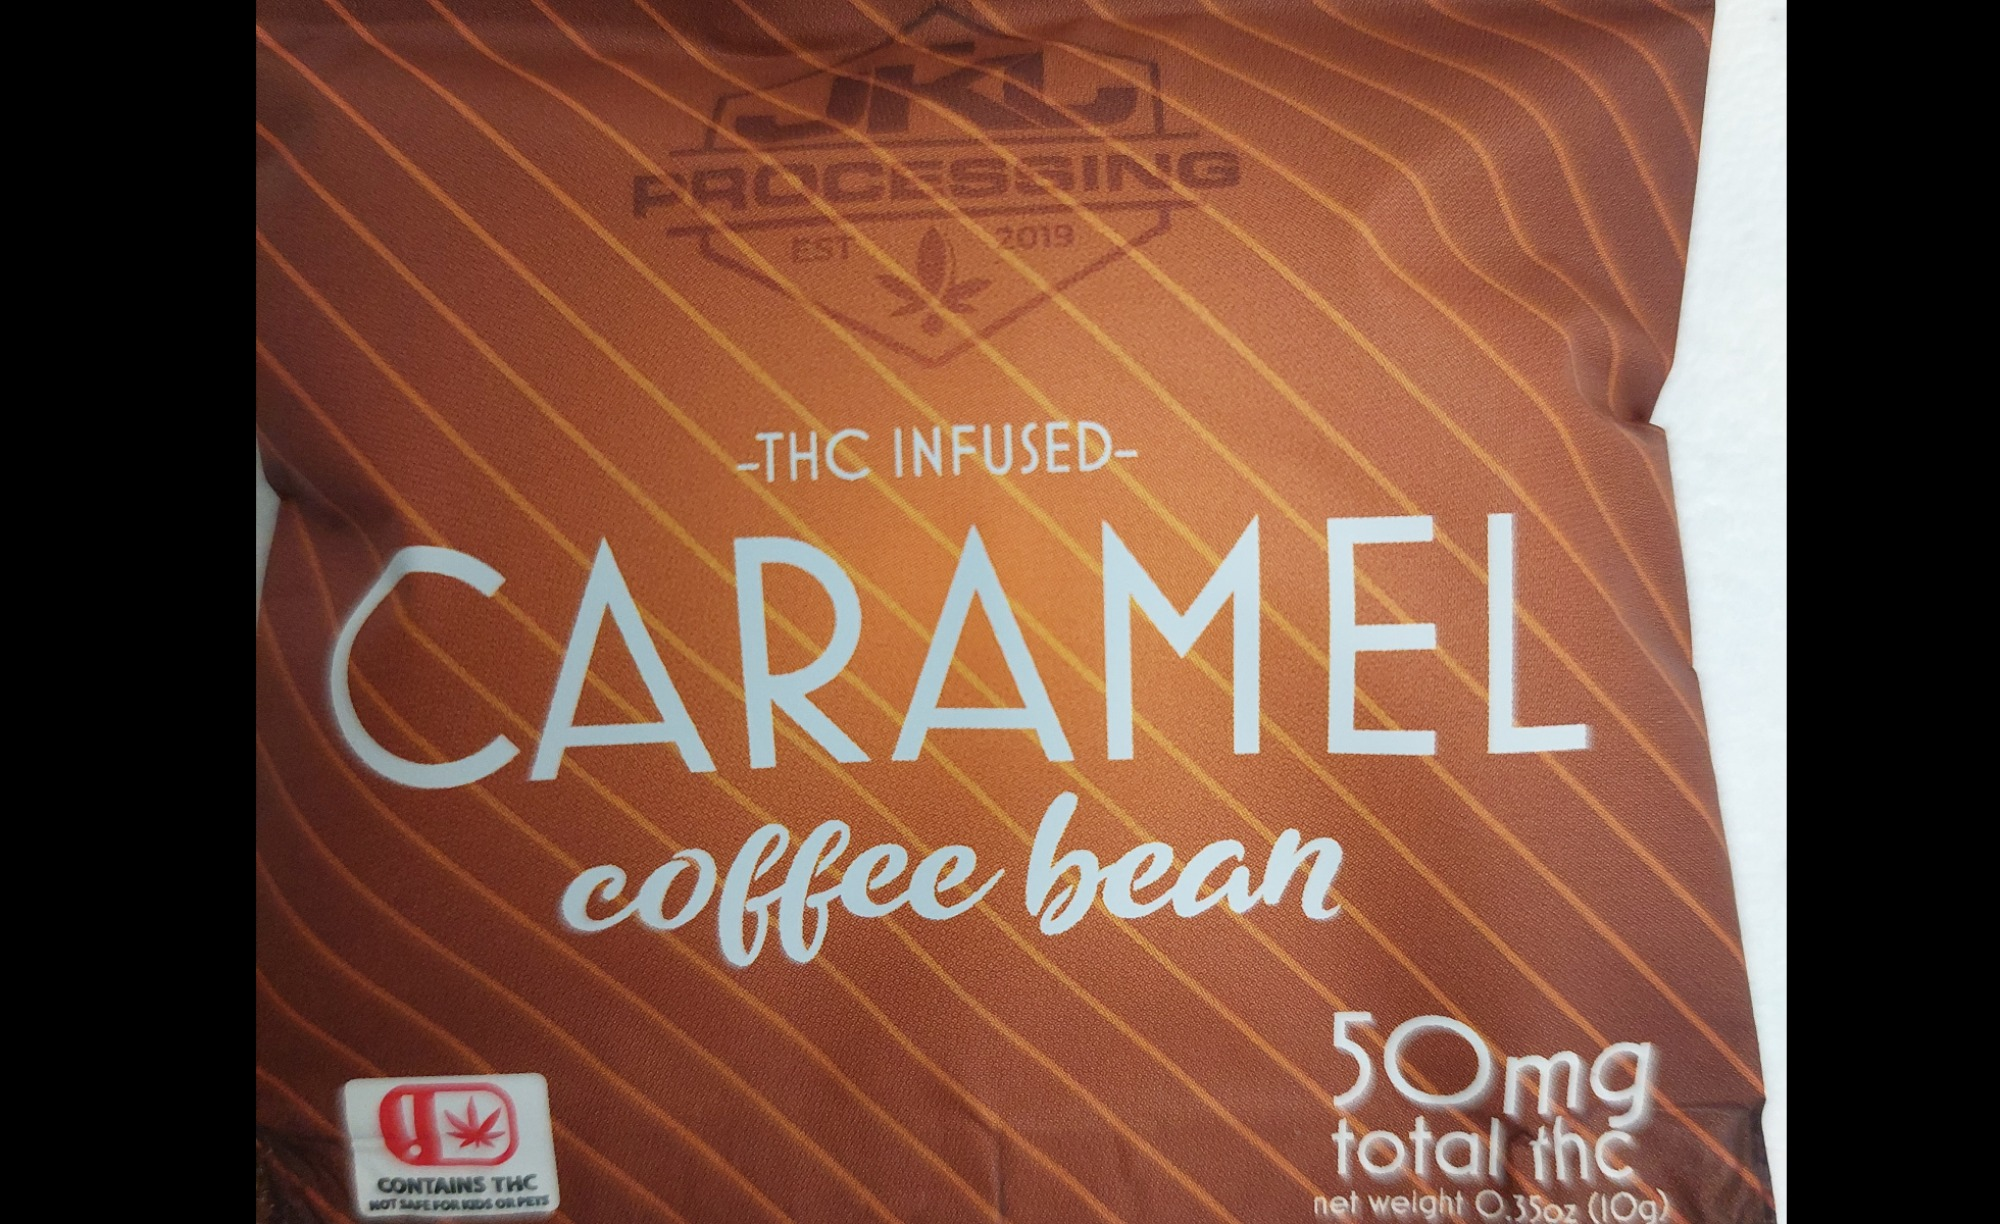 JKJ
PROCESSING
EST 2019
-THC INFUSED-
CARAMEL
coffee bean
50mg
total thc
net weight 0.35oz (10g)
!
CONTAINS THC
NOT SAFE FOR KIDS OR PETS